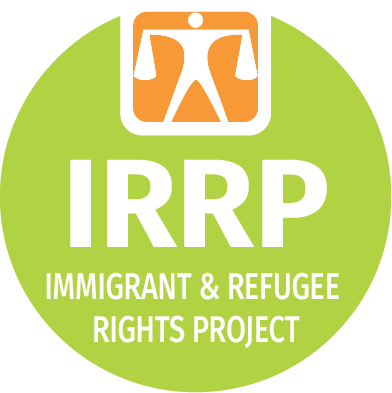 IRRP
IMMIGRANT & REFUGEE
RIGHTS PROJECT